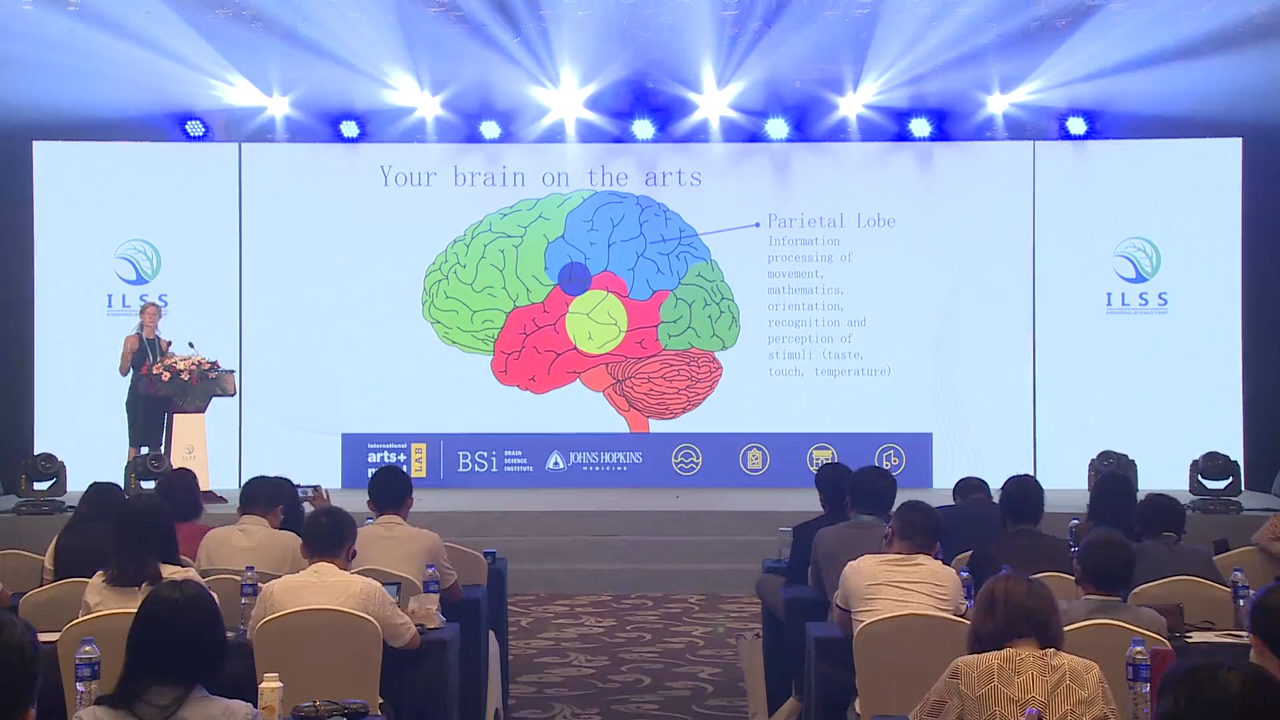 Your brain on the arts
Parietal Lobe
Information
processing of
movement,
mathematics,
orientation,
recognition and
perception of
stimuli (taste,
touch, temperature)
ILSS
ILSS
international
arts+
LAB
BSi
BRAIN
SCIENCE
INSTITUTE
JOHNS HOPKINS
MEDICINE